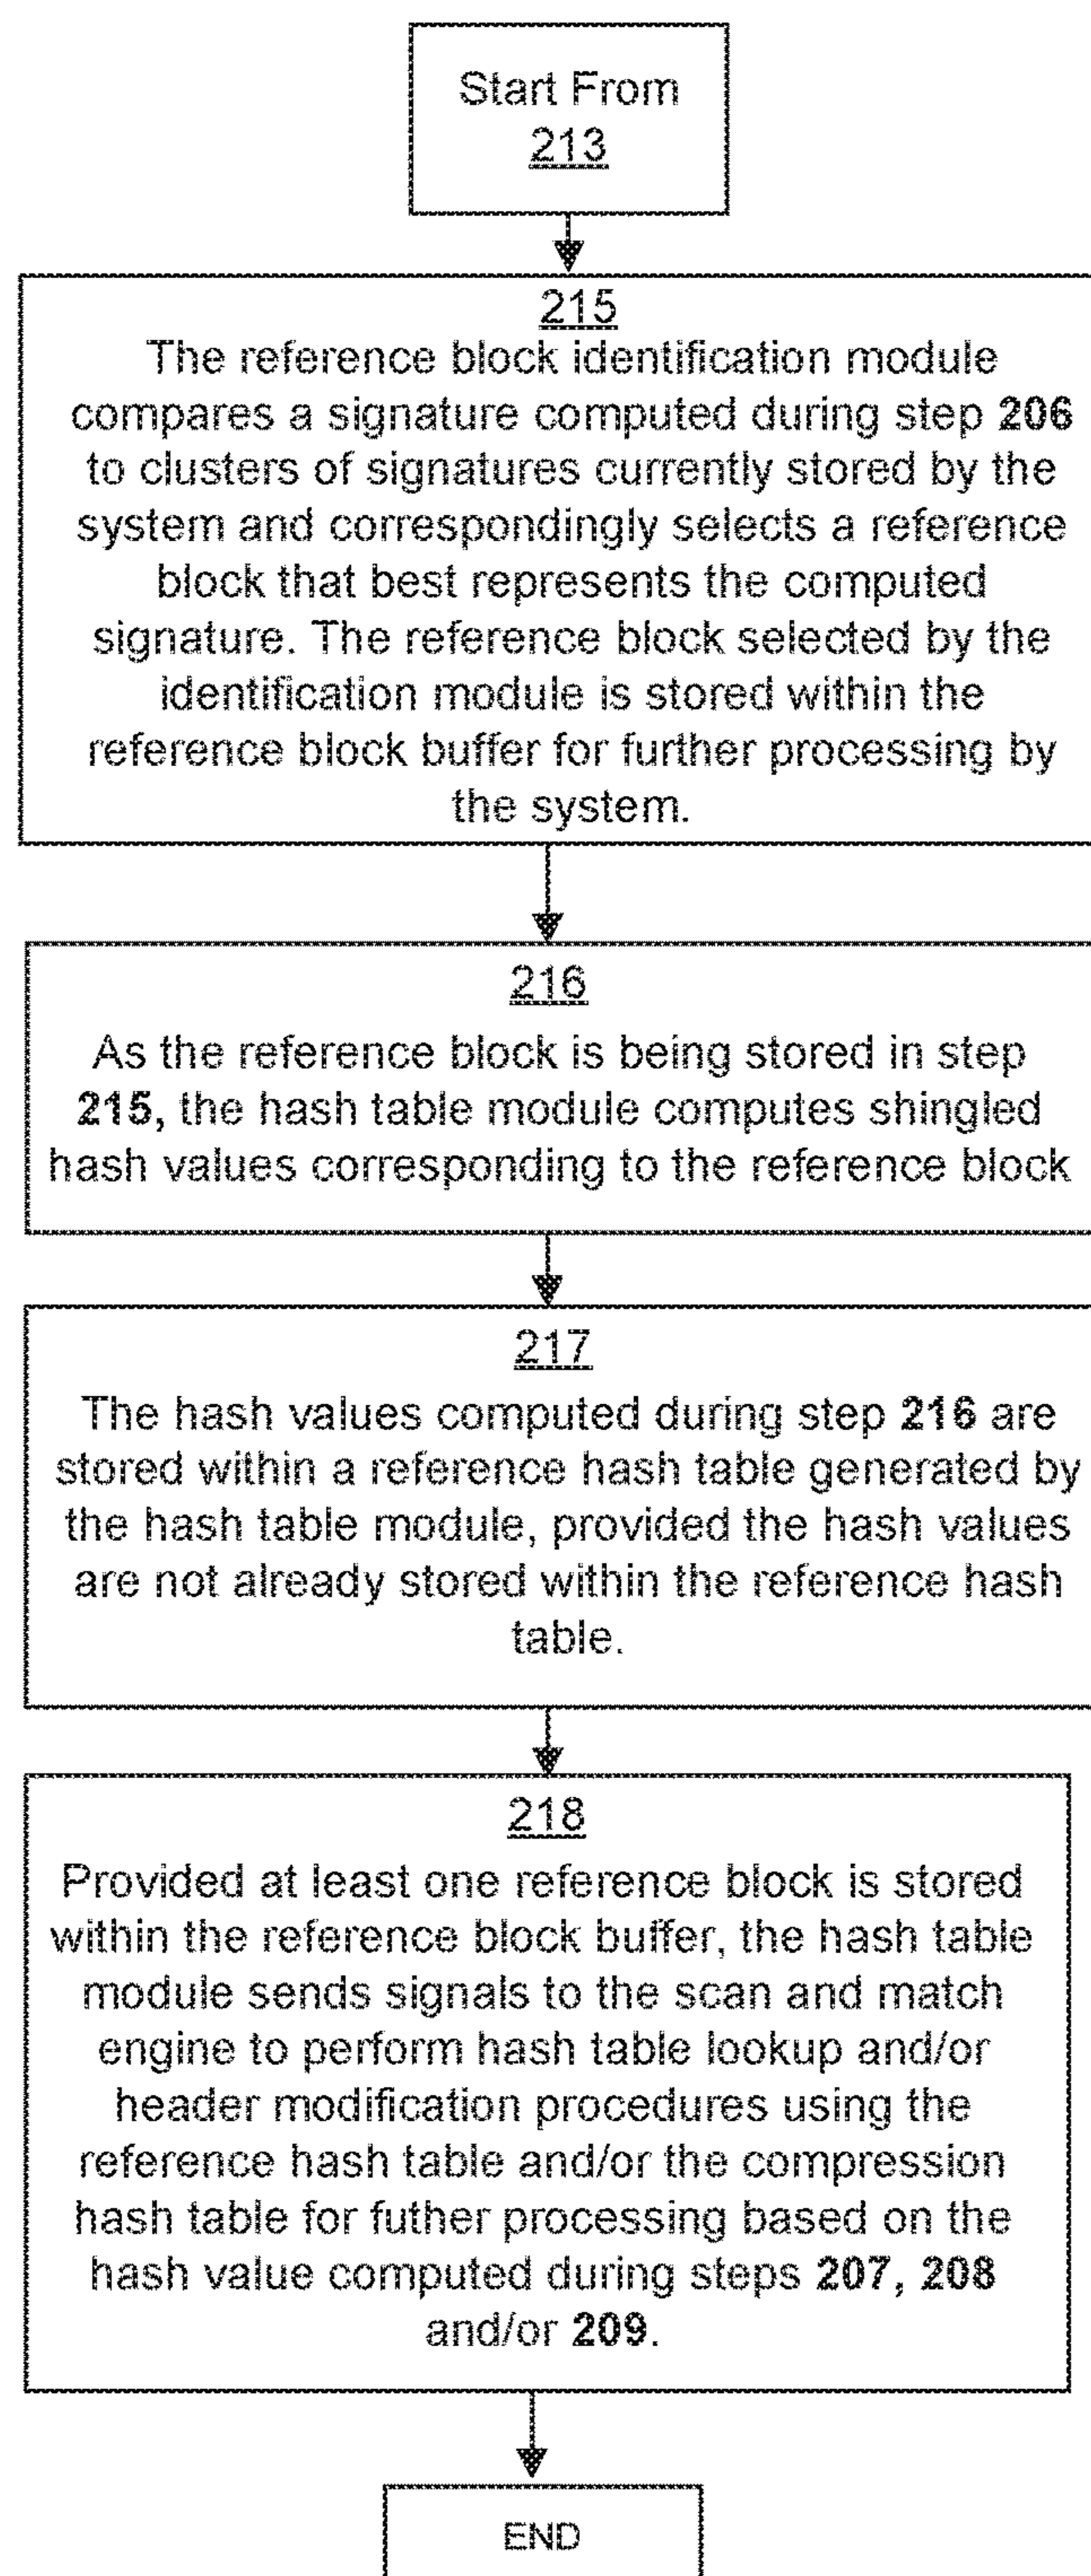 Start From
213
215
The reference block identification module
compares a signature computed during step 206
to clusters of signatures currently stored by the
system and correspondingly selects a reference
block that best represents the computed
signature. The reference block selected by the
identification module is stored within the
reference block buffer for further processing by
the system.
216
As the reference block is being stored in step
215, the hash table module computes shingled
hash values corresponding to the reference block
217
The hash values computed during step 216 are
stored within a reference hash table generated by
the hash table module, provided the hash values
are not already stored within the reference hash
table.
218
Provided at least one reference block is stored
within the reference block buffer, the hash table
module sends signals to the scan and match
engine to perform hash table lookup and/or
header modification procedures using the
reference hash table and/or the compression
hash table for futher processing based on the
hash value computed during steps 207, 208
and/or 209.
END